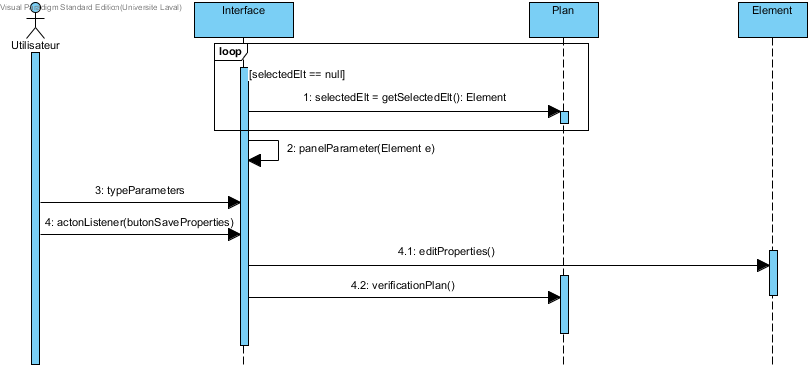 Visual Paradigm Standard Edition(Universite Laval)
Utilisateur
Interface
Plan
Element
loop
[selectedElt == null]
1: selectedElt = getSelectedElt(): Element
2: panelParameter(Element e)
3: typeParameters
4: actonListener(butonSaveProperties)
4.1: editProperties()
4.2: verificationPlan()